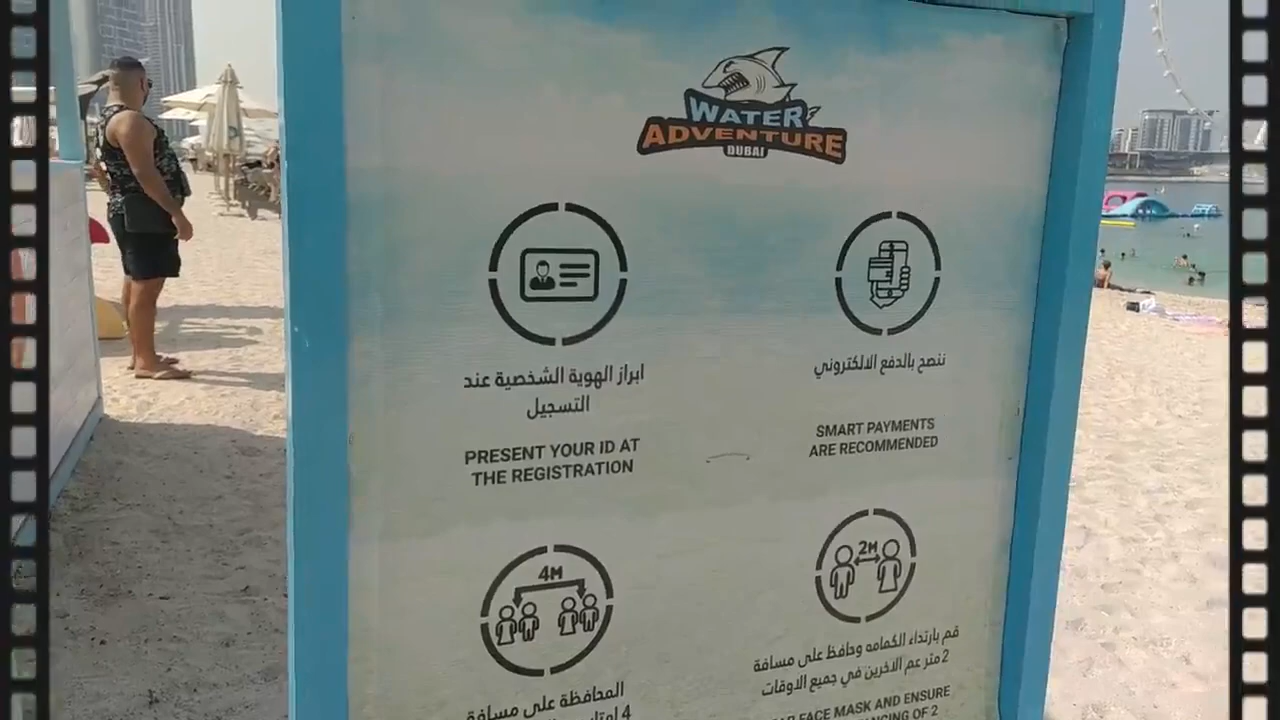 WATER
ADVENTURE
DUBAI
ابراز الهوية الشخصية عند
التسجيل
PRESENT YOUR ID AT
THE REGISTRATION
ننصح بالدفع الالكتروني
SMART PAYMENTS
ARE RECOMMENDED
4M
المحافظة على مسافة
4
2M
قم بارتداء الكمامه وحافظ على مسافة
2 متر عم الاخرين في جميع الاوقات
FACE MASK AND ENSURE
OF 2